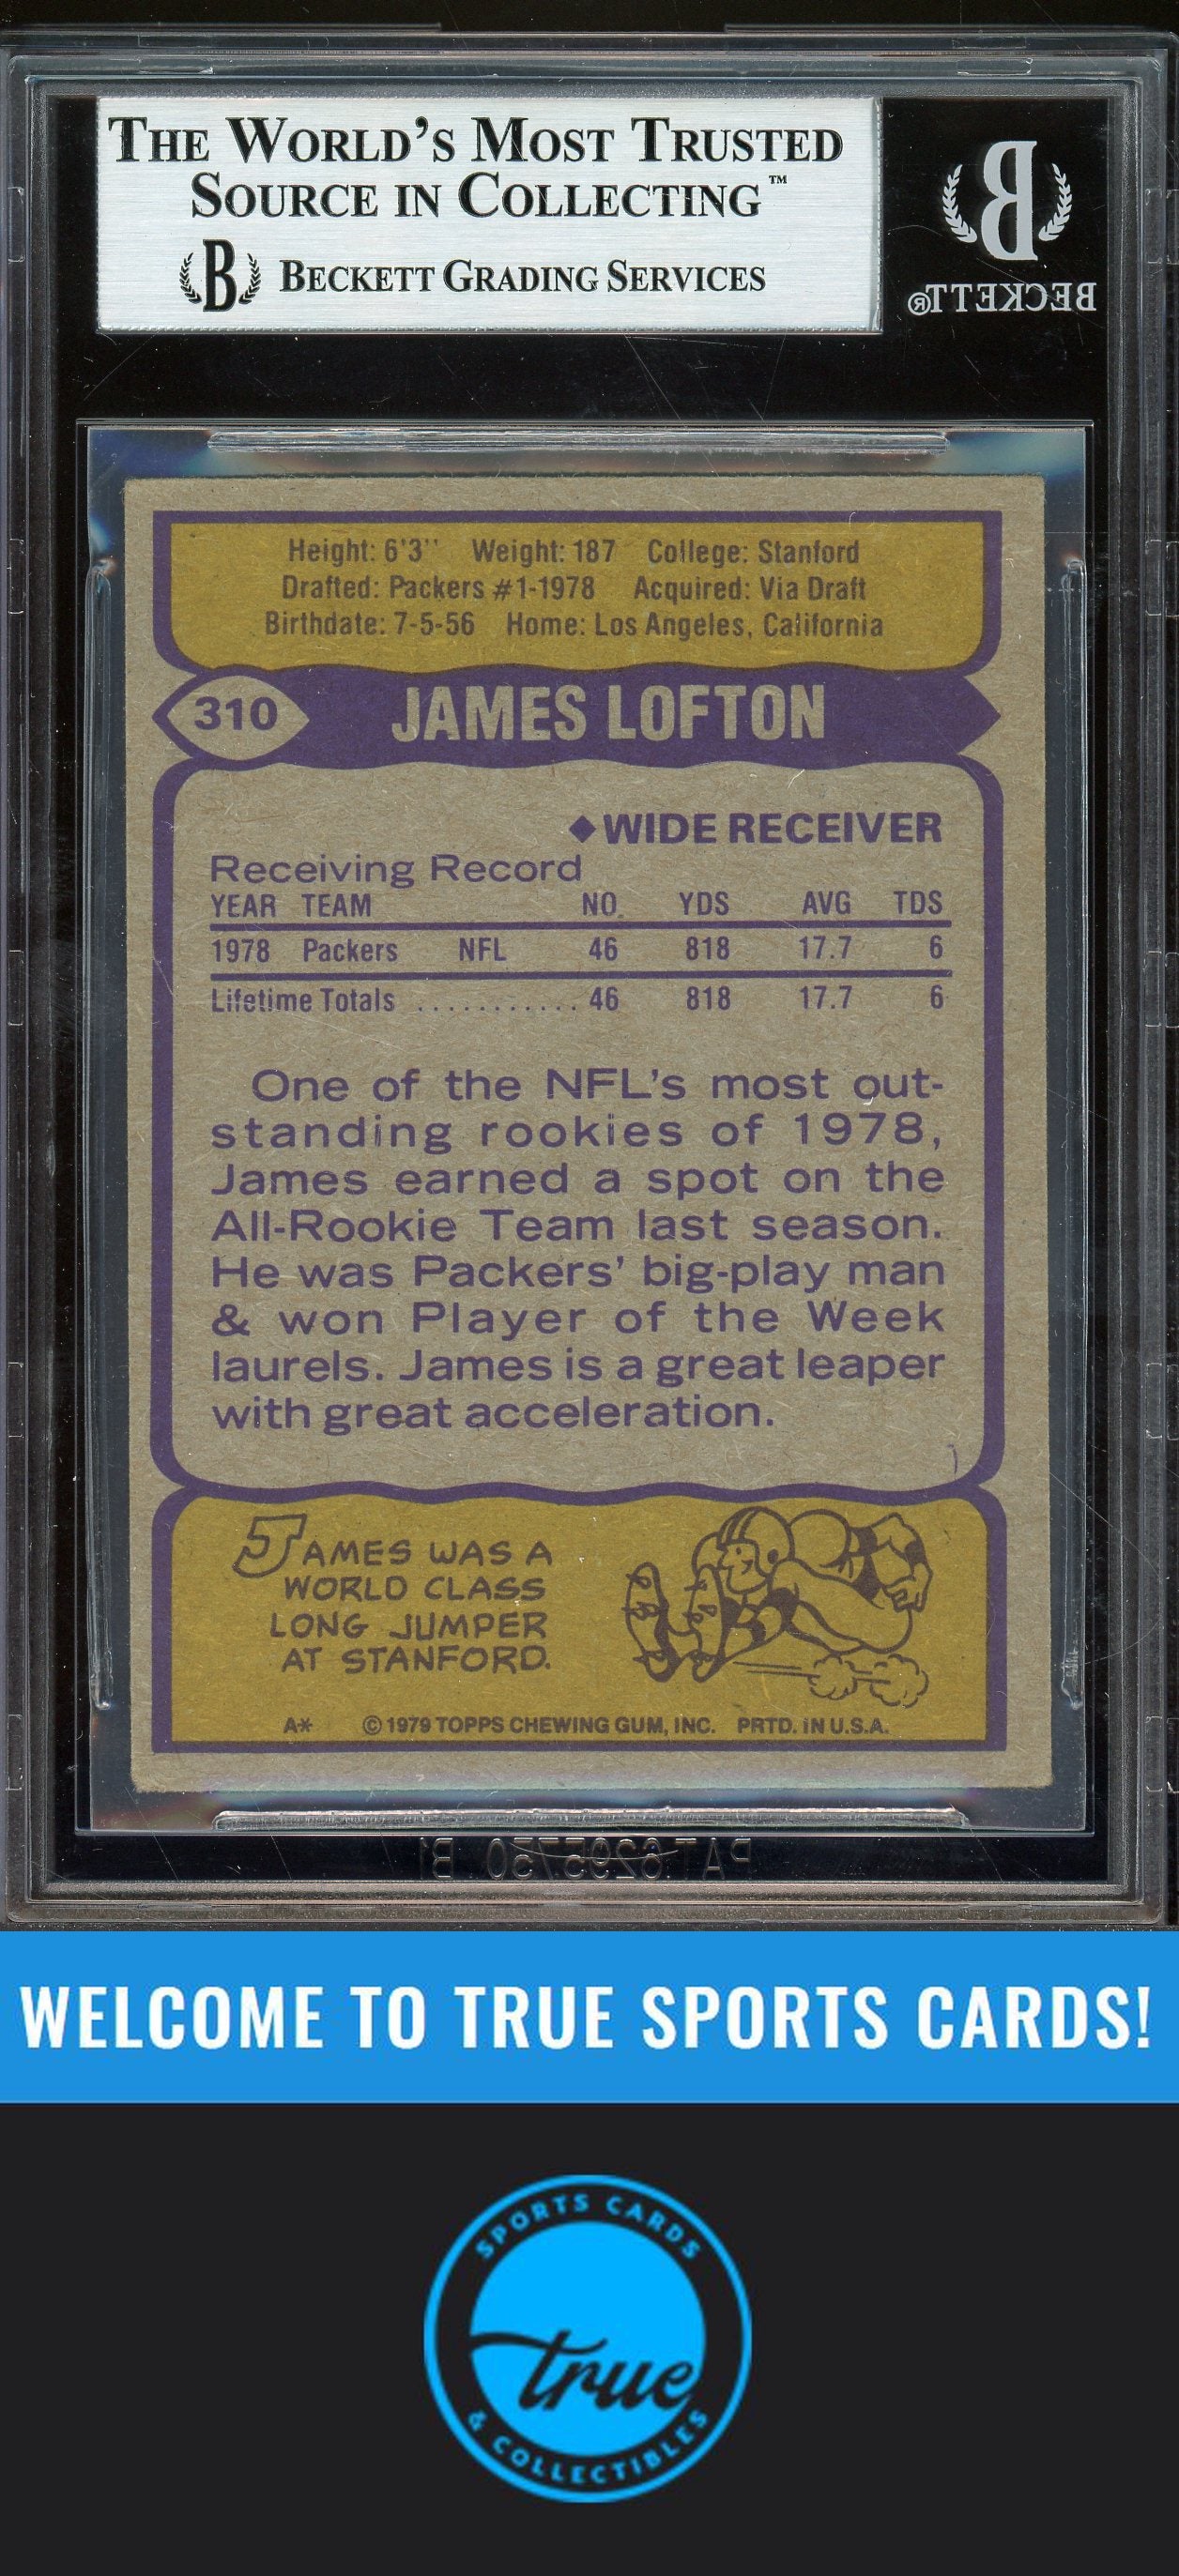 THE WORLD'S MOST TRUSTED
SOURCE IN COLLECTING™
B BECKETT GRADING SERVICES
B
BECKETT®
Height: 6'3'' Weight: 187 College: Stanford
Drafted: Packers #1-1978 Acquired: Via Draft
Birthdate: 7-5-56 Home: Los Angeles, California
310 JAMES LOFTON
◆WIDE RECEIVER
Receiving Record
YEAR TEAM NO. YDS AVG TDS
1978 Packers NFL 46 818 17.7 6
Lifetime Totals ........... 46 818 17.7 6
One of the NFL's most out-
standing rookies of 1978,
James earned a spot on the
All-Rookie Team last season.
He was Packers' big-play man
& won Player of the Week
laurels. James is a great leaper
with great acceleration.
JAMES WAS A
WORLD CLASS
LONG JUMPER
AT STANFORD.
A* ©1979 TOPPS CHEWING GUM, INC. PRTD. IN U.S.A.
PAT.6295750 B1
WELCOME TO TRUE SPORTS CARDS!
SPORTS CARDS
true
& COLLECTIBLES